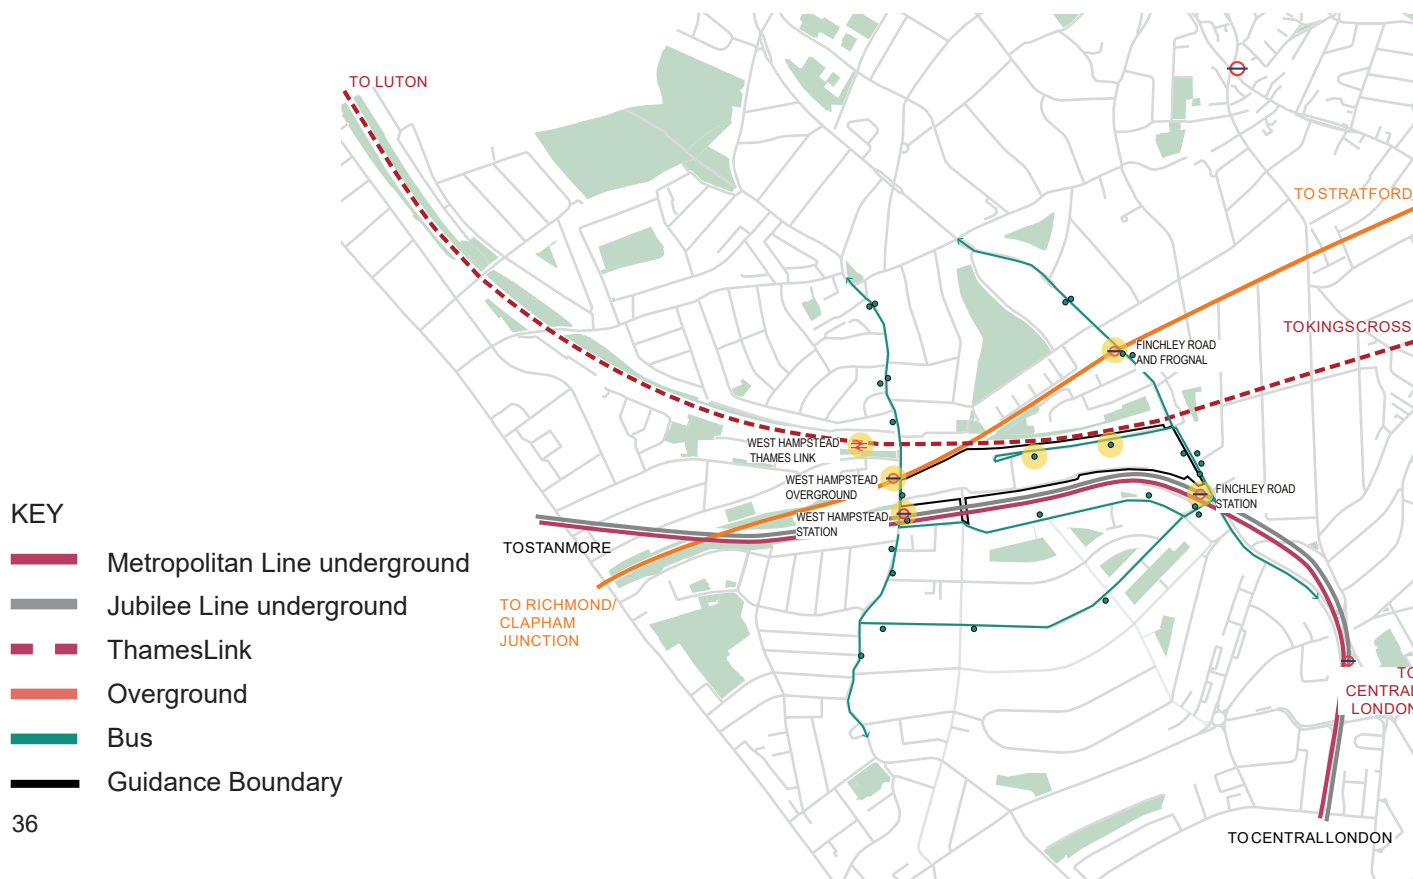 TO LUTON
TO STRATFORD
TO KINGS CROSS
FINCHLEY ROAD
AND FROGNAL
WEST HAMPSTEAD
THAMES LINK
WEST HAMPSTEAD
OVERGROUND
FINCHLEY ROAD
STATION
WEST HAMPSTEAD
STATION
TO STANMORE
TO RICHMOND/
CLAPHAM
JUNCTION
TO
CENTRAL
LONDON
TO CENTRAL LONDON
KEY
Metropolitan Line underground
Jubilee Line underground
ThamesLink
Overground
Bus
Guidance Boundary
36